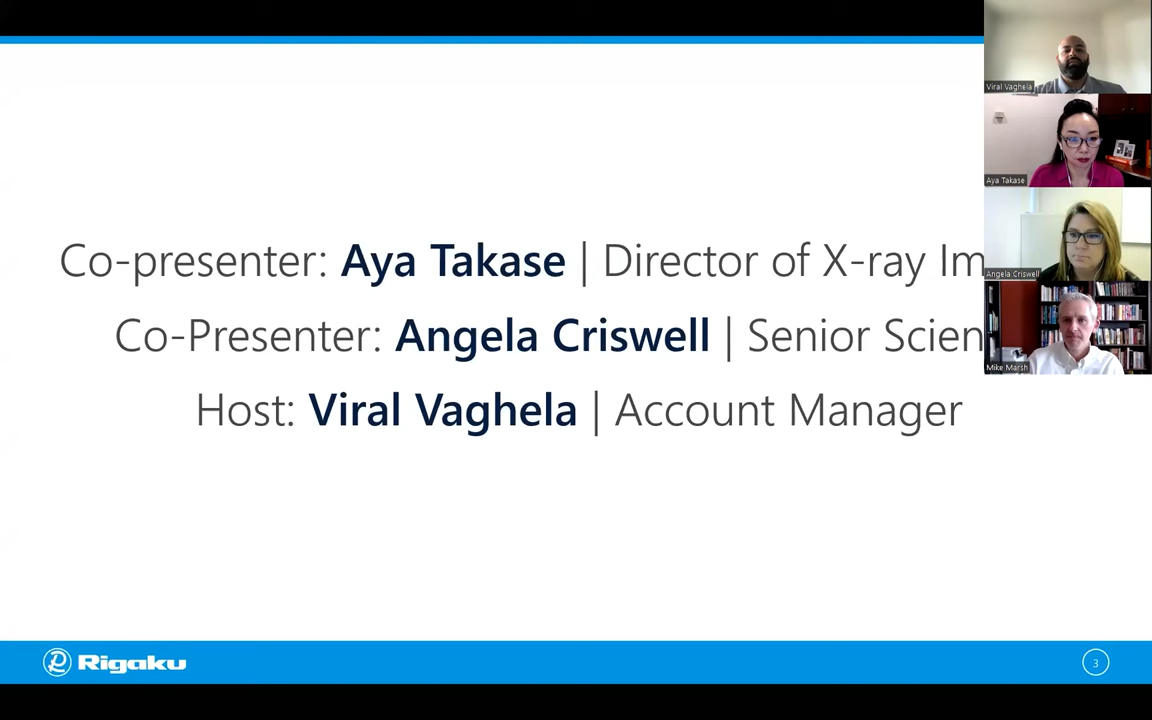 Co-presenter: Aya Takase | Director of X-ray Im
Co-Presenter: Angela Criswell | Senior Scien
Host: Viral Vaghela | Account Manager
Viral Vaghela
Aya Takase
Angela Criswell
Mike Marsh
Rigaku
3